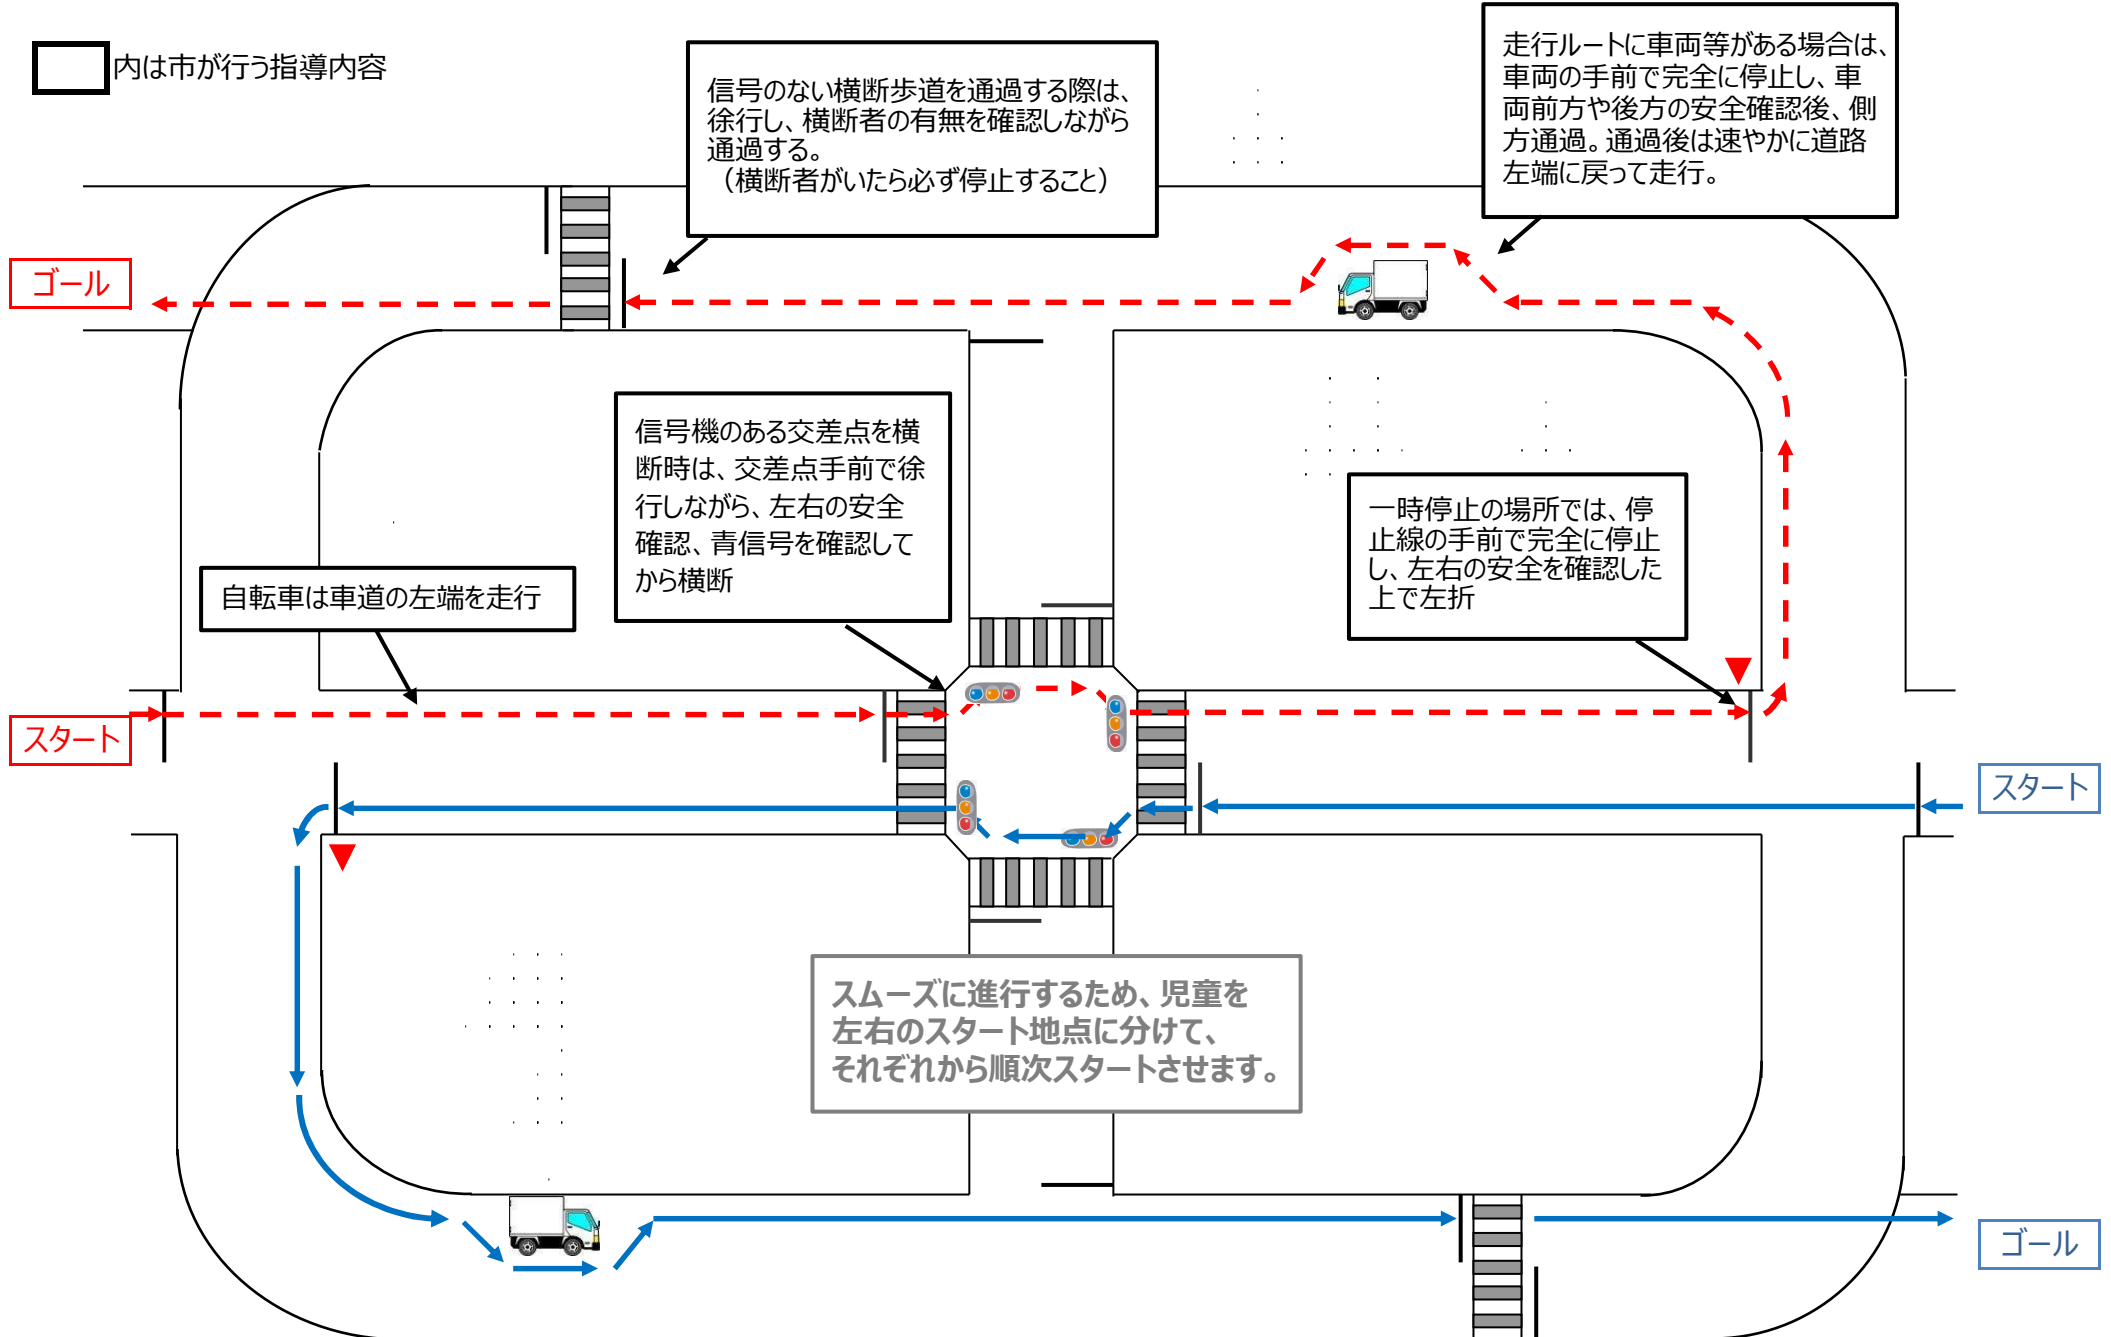 内は市が行う指導内容
信号のない横断歩道を通過する際は、
徐行し、横断者の有無を確認しながら
通過する。
（横断者がいたら必ず停止すること）
走行ルートに車両等がある場合は、
車両の手前で完全に停止し、車
両前方や後方の安全確認後、側
方通過。通過後は速やかに道路
左端に戻って走行。
ゴール
信号機のある交差点を横
断時は、交差点手前で徐
行しながら、左右の安全
確認、青信号を確認して
から横断
一時停止の場所では、停
止線の手前で完全に停止
し、左右の安全を確認した
上で左折
自転車は車道の左端を走行
スタート
スタート
スムーズに進行するため、児童を
左右のスタート地点に分けて、
それぞれから順次スタートさせます。
ゴール